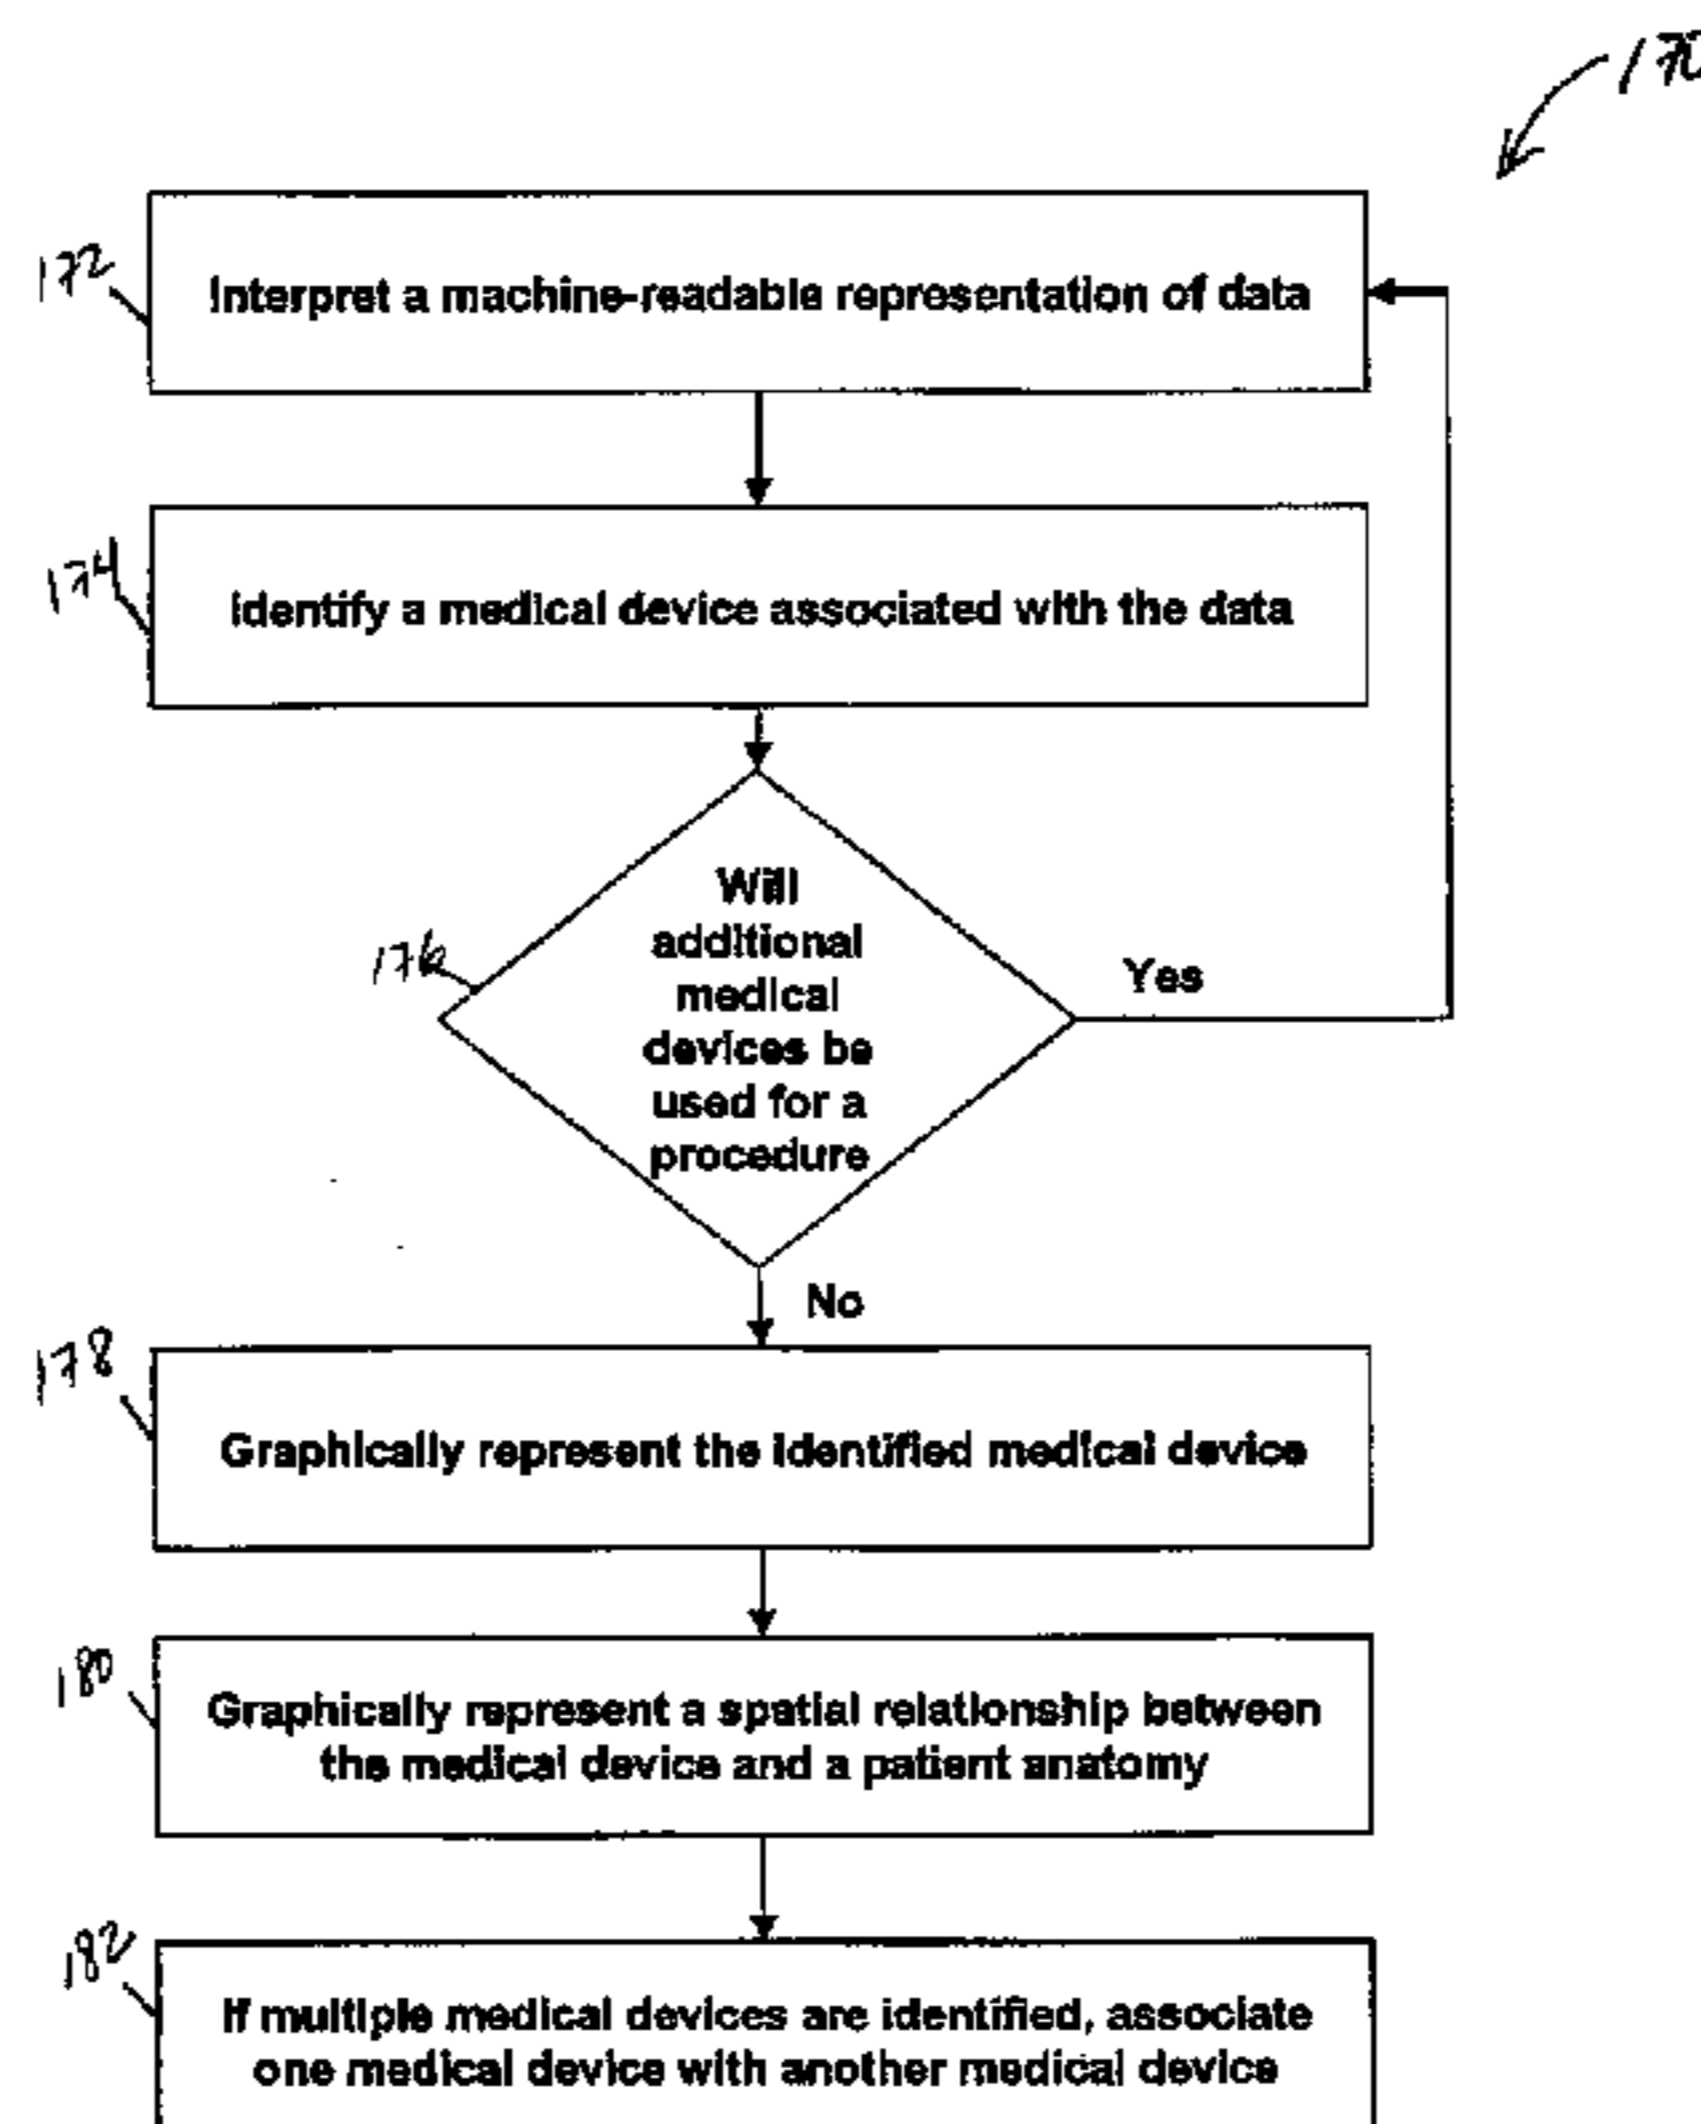 170
172
Interpret a machine-readable representation of data
174
Identify a medical device associated with the data
176
Will
additional
medical
devices be
used for a
procedure
Yes
No
178
Graphically represent the identified medical device
180
Graphically represent a spatial relationship between
the medical device and a patient anatomy
182
If multiple medical devices are identified, associate
one medical device with another medical device